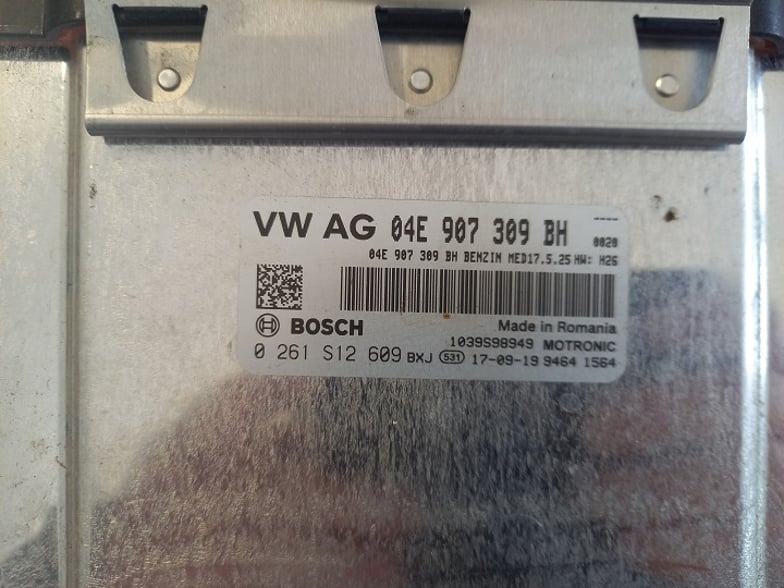 VW AG 04E 907 309 BH ---- 0020
04E 907 309 BH BENZIN MED17.5.25 HW: H26
BOSCH Made in Romania
1039S98949 MOTRONIC
0 261 S12 609 BXJ 531 17-09-19 9464 1564